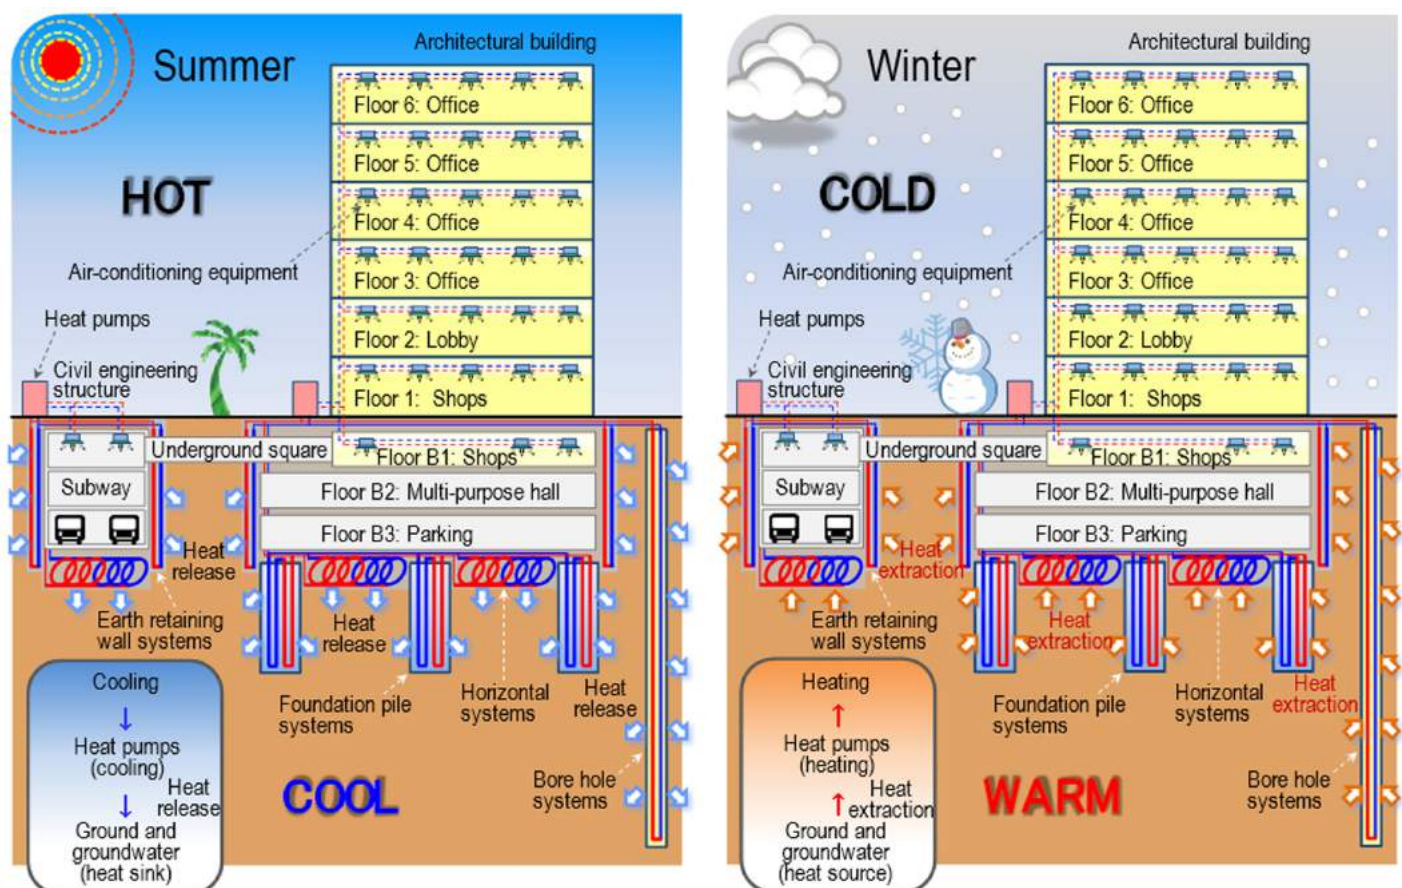 Summer
Architectural building
Floor 6: Office
Floor 5: Office
HOT
Floor 4: Office
Air-conditioning equipment
Floor 3: Office
Heat pumps
Floor 2: Lobby
Civil engineering
structure
Floor 1: Shops
Underground square
Floor B1: Shops
Subway
Floor B2: Multi-purpose hall
Floor B3: Parking
Heat
release
Earth retaining
wall systems
Heat
release
Foundation pile
systems
Horizontal
systems
Heat
release
Bore hole
systems
COOL
Cooling
Heat pumps
(cooling)
Heat
release
Ground and
groundwater
(heat sink)
Winter
Architectural building
Floor 6: Office
Floor 5: Office
COLD
Floor 4: Office
Air-conditioning equipment
Floor 3: Office
Heat pumps
Floor 2: Lobby
Civil engineering
structure
Floor 1: Shops
Underground square
Floor B1: Shops
Subway
Floor B2: Multi-purpose hall
Floor B3: Parking
Heat
extraction
Earth retaining
wall systems
Heat
extraction
Foundation pile
systems
Horizontal
systems
Heat
extraction
Bore hole
systems
WARM
Heating
Heat pumps
(heating)
Heat
extraction
Ground and
groundwater
(heat source)